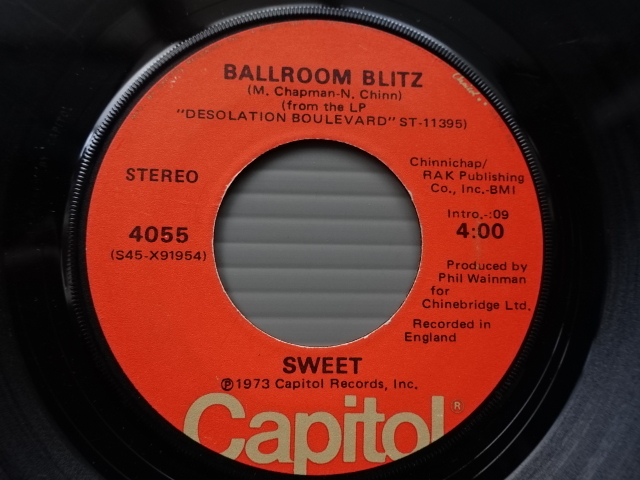 BALLROOM BLITZ
(M. Chapman-N. Chinn)
(from the LP
"DESOLATION BOULEVARD" ST-11395)
STEREO
4055
(S45-X91954)
Chinnichap/
RAK Publishing
Co., Inc.-BMI
Intro.-:09
4:00
Produced by
Phil Wainman
for
Chinebridge Ltd.
Recorded in
England
SWEET
Ⓟ1973 Capitol Records, Inc.
Capitol®